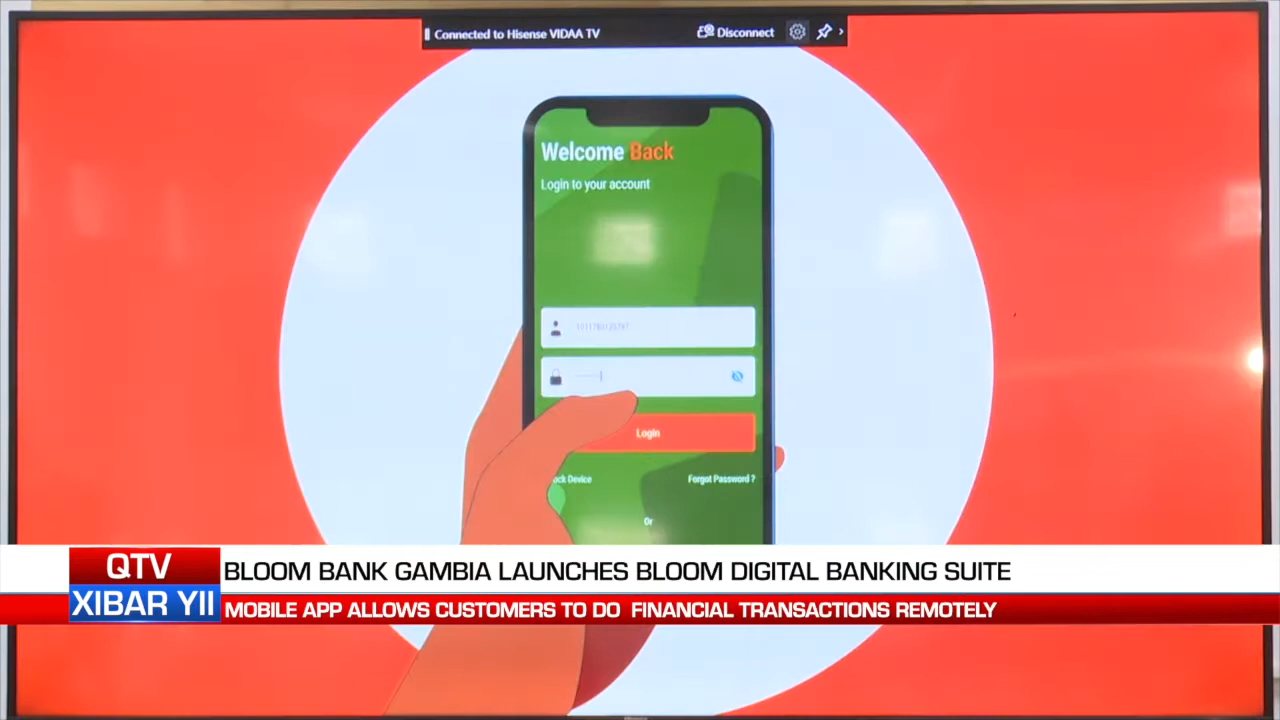 Connected to Hisense VIDAA TV
Disconnect
Welcome Back
Login to your account
Login
Forgot Password ?
Or
QTV
XIBAR YII
BLOOM BANK GAMBIA LAUNCHES BLOOM DIGITAL BANKING SUITE
MOBILE APP ALLOWS CUSTOMERS TO DO FINANCIAL TRANSACTIONS REMOTELY